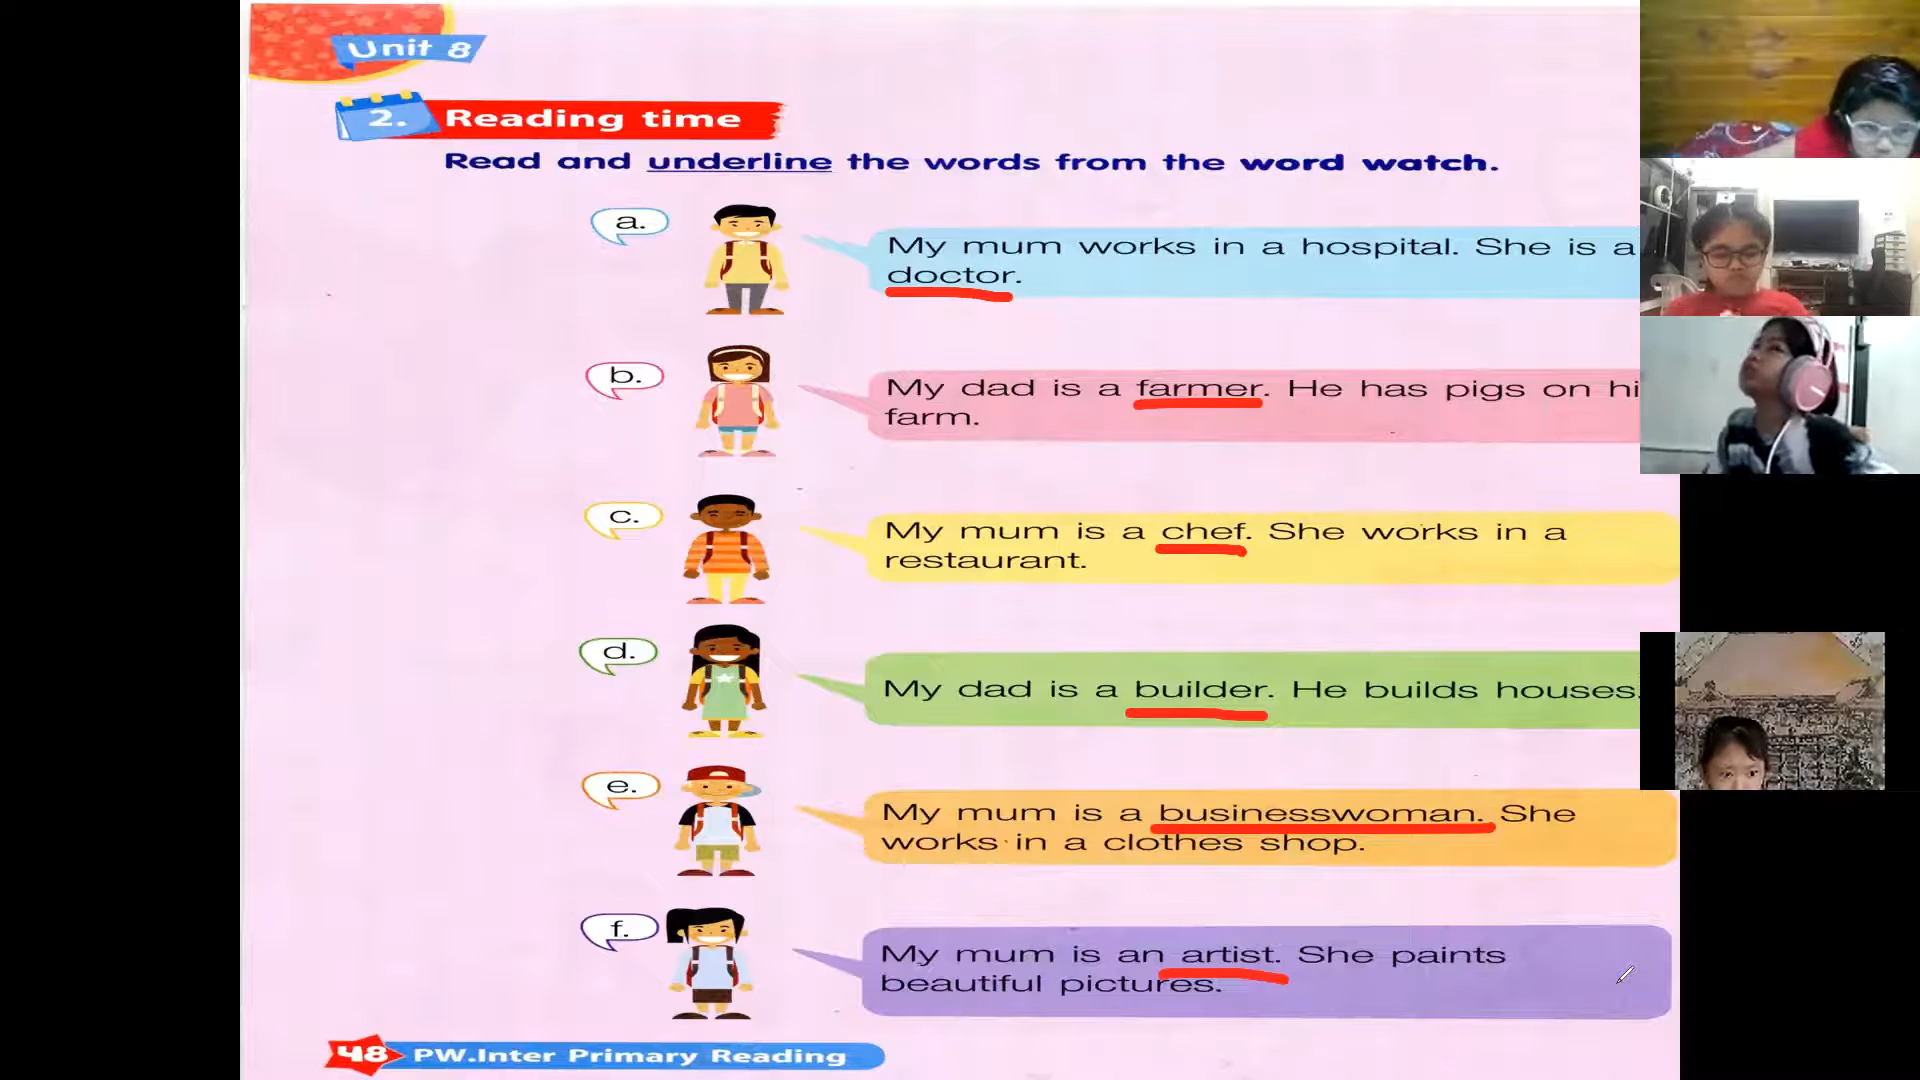 Unit 8
2. Reading time
Read and underline the words from the word watch.
a.
My mum works in a hospital. She is a
doctor.
b.
My dad is a farmer. He has pigs on hi
farm.
c.
My mum is a chef. She works in a
restaurant.
d.
My dad is a builder. He builds houses.
e.
My mum is a businesswoman. She
works in a clothes shop.
f.
My mum is an artist. She paints
beautiful pictures.
48 PW.Inter Primary Reading